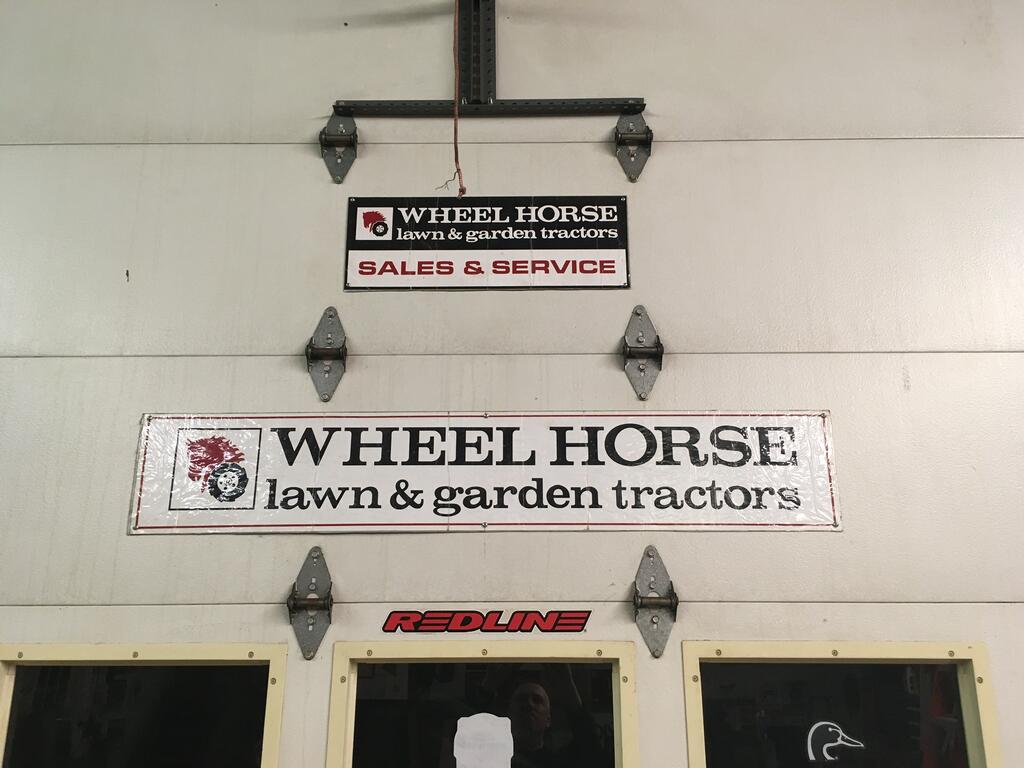 WHEEL HORSE
lawn & garden tractors
SALES & SERVICE
WHEEL HORSE
lawn & garden tractors
REDLINE